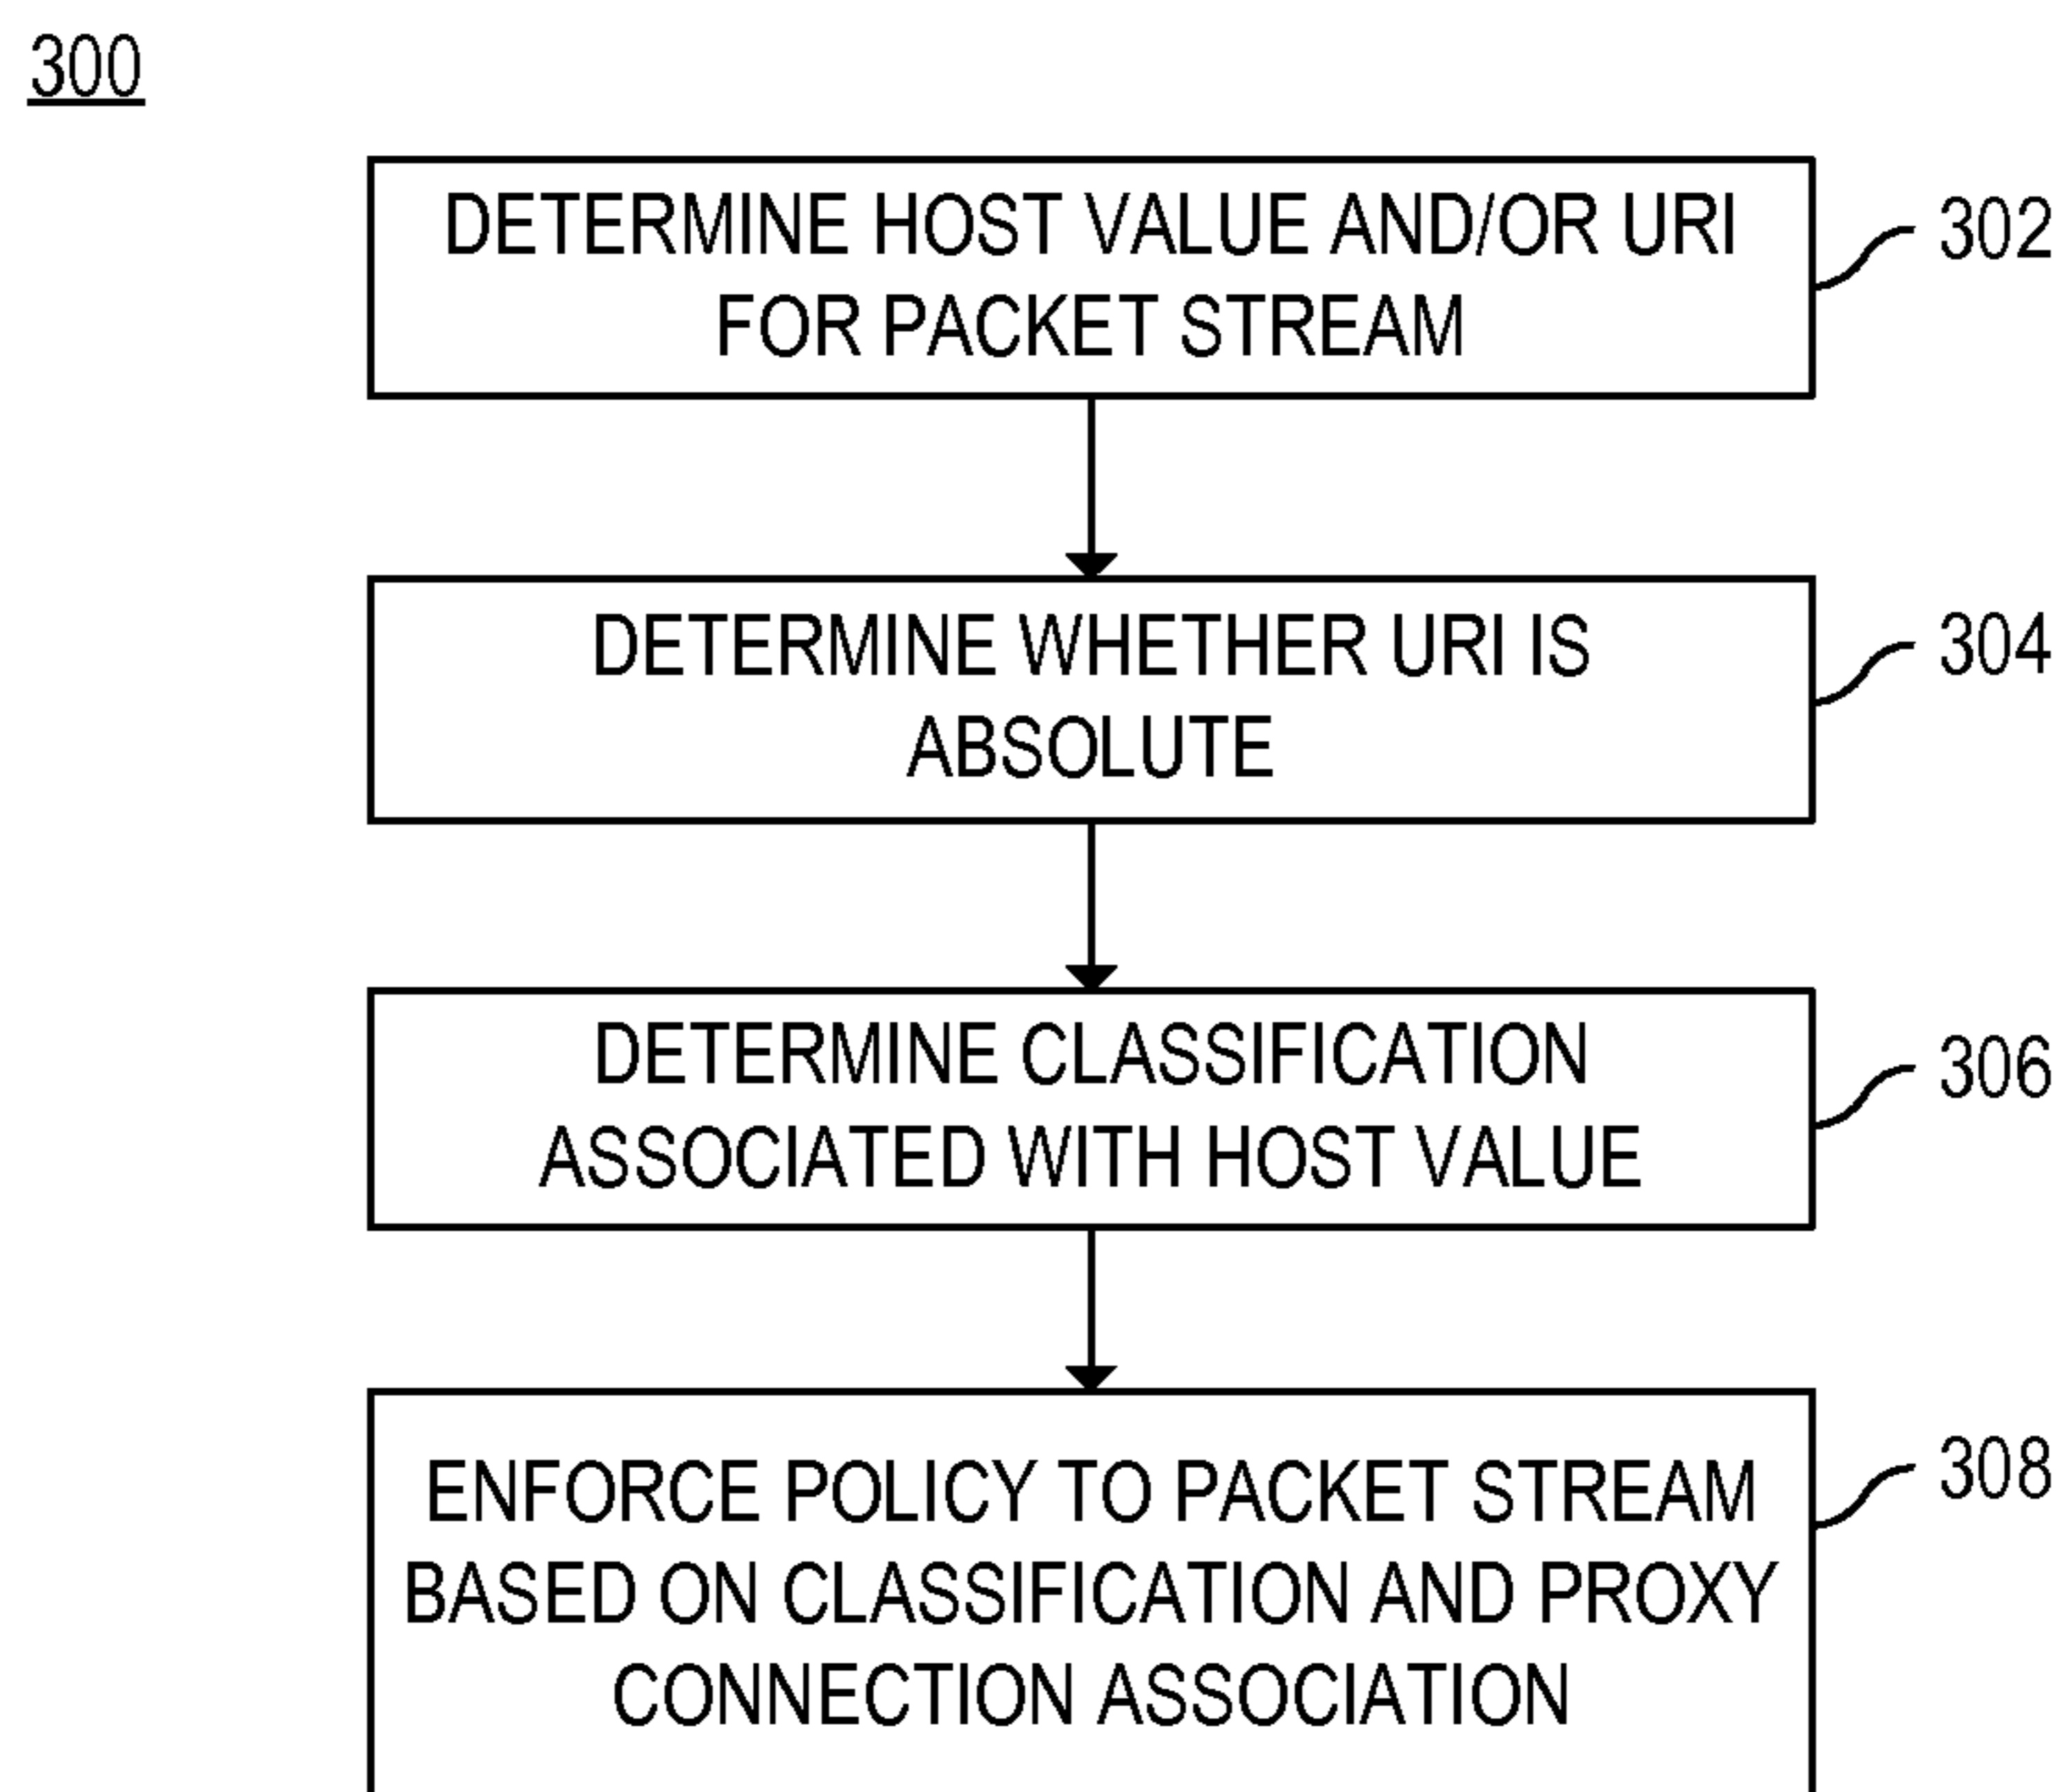 300
DETERMINE HOST VALUE AND/OR URI
FOR PACKET STREAM
302
DETERMINE WHETHER URI IS
ABSOLUTE
304
DETERMINE CLASSIFICATION
ASSOCIATED WITH HOST VALUE
306
ENFORCE POLICY TO PACKET STREAM
BASED ON CLASSIFICATION AND PROXY
CONNECTION ASSOCIATION
308